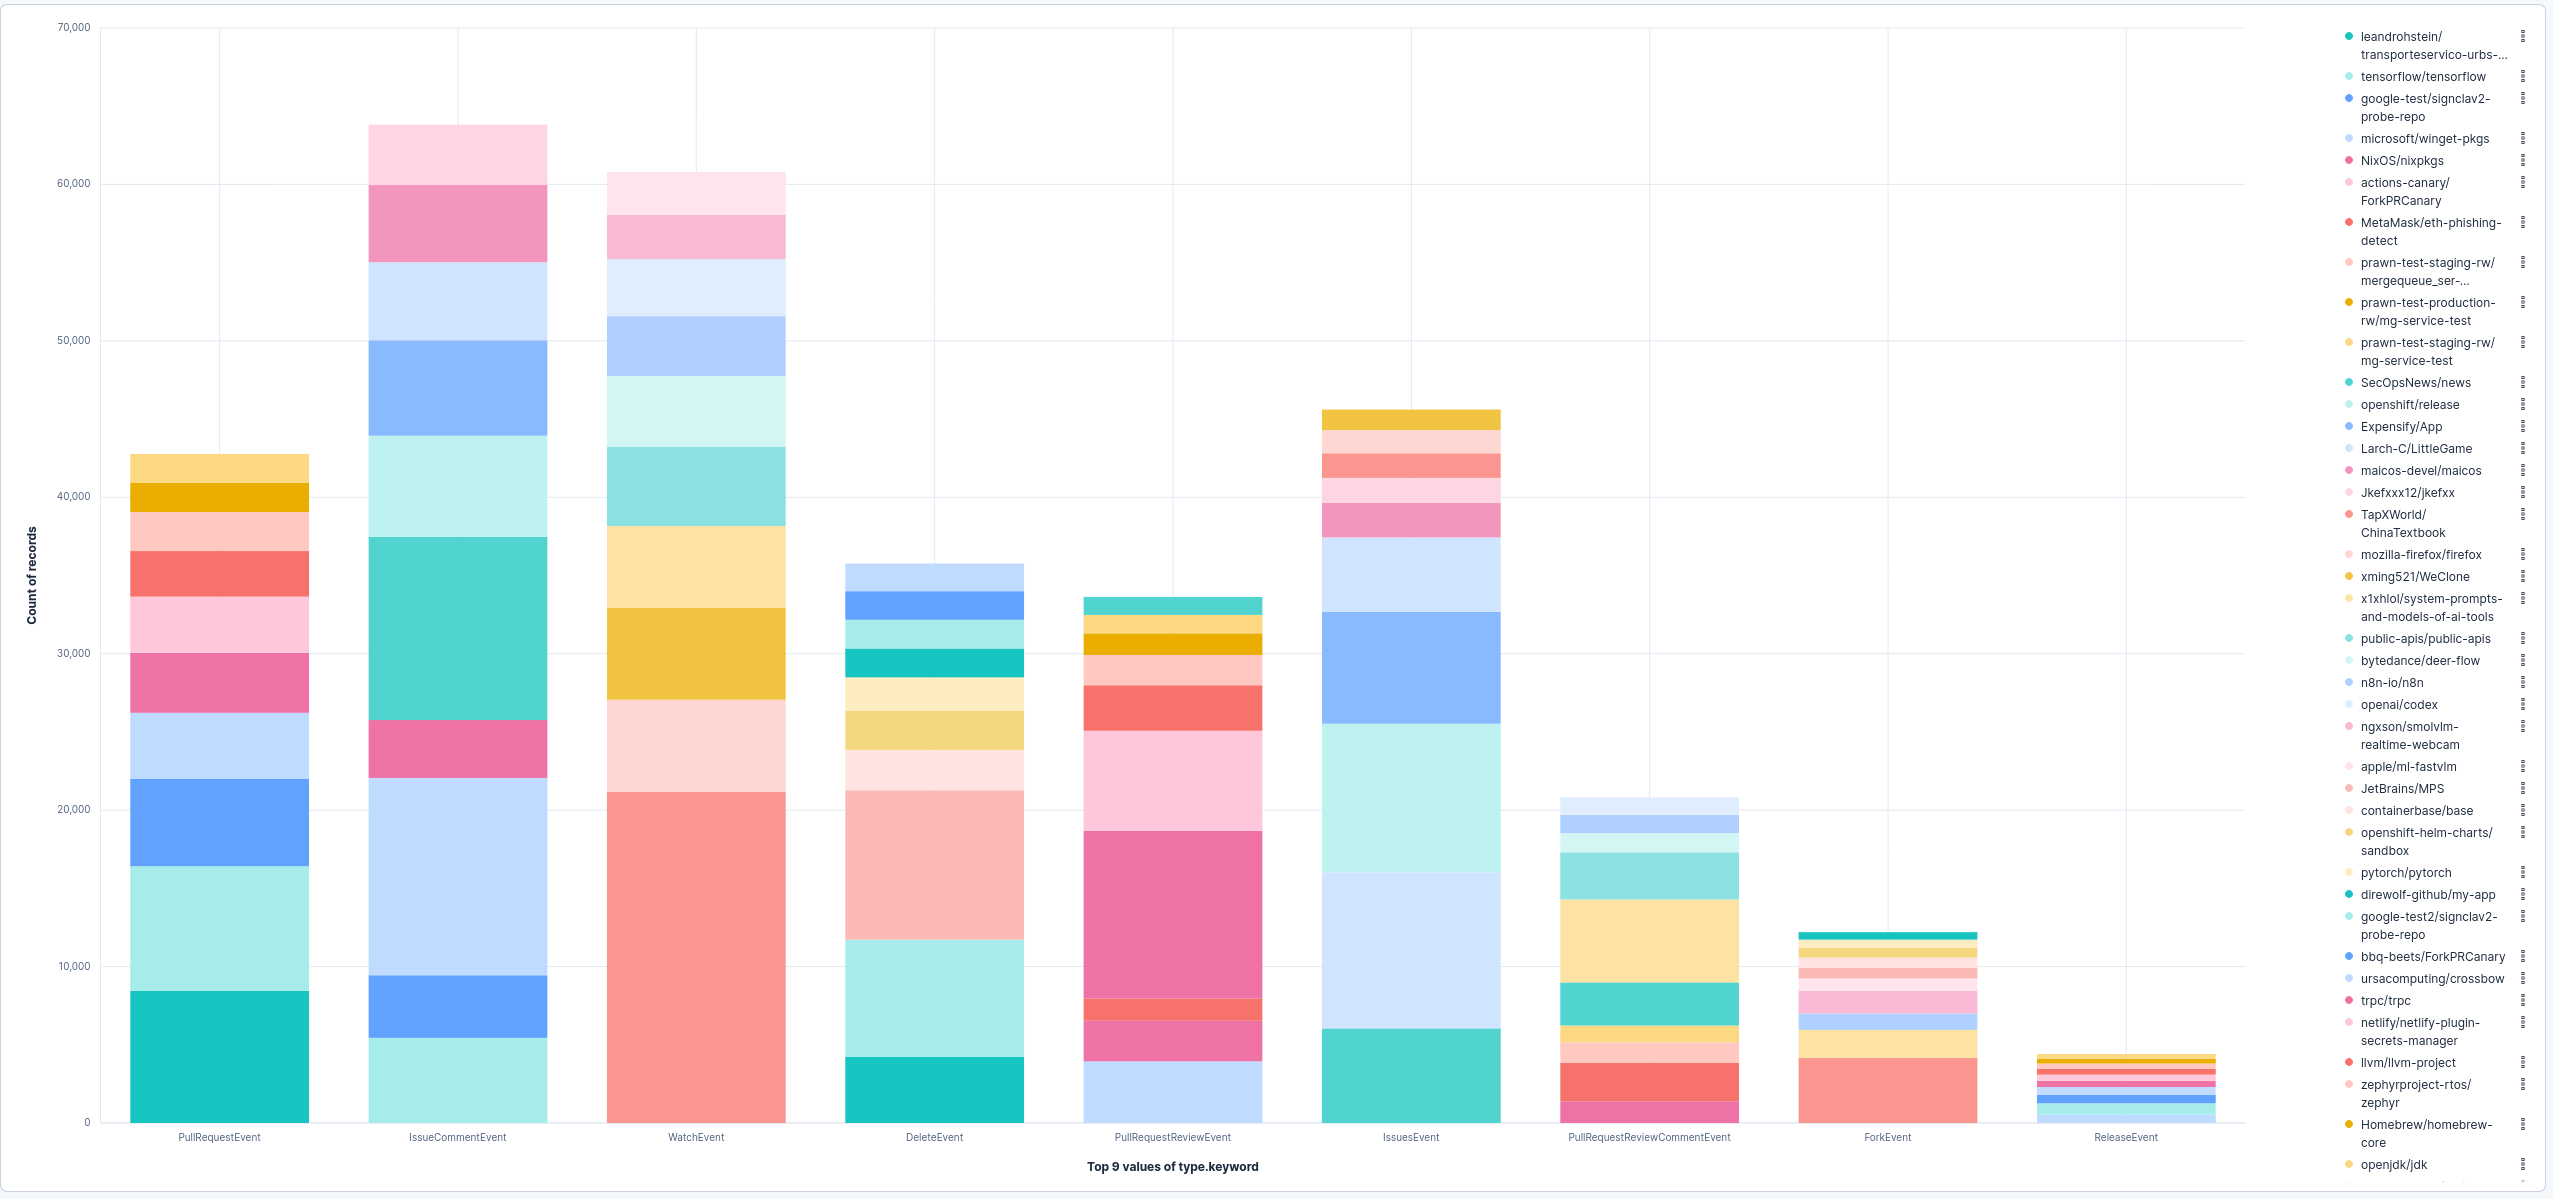 70,000
60,000
50,000
40,000
30,000
20,000
10,000
0
Count of records
PullRequestEvent
IssueCommentEvent
WatchEvent
DeleteEvent
PullRequestReviewEvent
IssuesEvent
PullRequestReviewCommentEvent
ForkEvent
ReleaseEvent
Top 9 values of type.keyword
leandrohstein/
transporteservico-urbs-...
tensorflow/tensorflow
google-test/signclav2-
probe-repo
microsoft/winget-pkgs
NixOS/nixpkgs
actions-canary/
ForkPRCanary
MetaMask/eth-phishing-
detect
prawn-test-staging-rw/
mergequeue_ser-...
prawn-test-production-
rw/mg-service-test
prawn-test-staging-rw/
mg-service-test
SecOpsNews/news
openshift/release
Expensify/App
Larch-C/LittleGame
maicos-devel/maicos
Jkefxxx12/jkefxx
TapXWorld/
ChinaTextbook
mozilla-firefox/firefox
xming521/WeClone
x1xhlol/system-prompts-
and-models-of-ai-tools
public-apis/public-apis
bytedance/deer-flow
n8n-io/n8n
openai/codex
ngxson/smolvlm-
realtime-webcam
apple/ml-fastvlm
JetBrains/MPS
containerbase/base
openshift-helm-charts/
sandbox
pytorch/pytorch
direwolf-github/my-app
google-test2/signclav2-
probe-repo
bbq-beets/ForkPRCanary
ursacomputing/crossbow
trpc/trpc
netlify/netlify-plugin-
secrets-manager
llvm/llvm-project
zephyrproject-rtos/
zephyr
Homebrew/homebrew-
core
openjdk/jdk